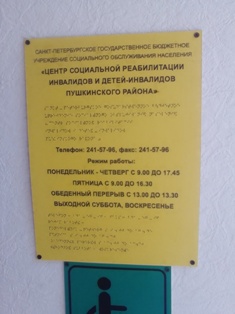 САНКТ-ПЕТЕРБУРГСКОЕ ГОСУДАРСТВЕННОЕ БЮДЖЕТНОЕ
УЧРЕЖДЕНИЕ СОЦИАЛЬНОГО ОБСЛУЖИВАНИЯ НАСЕЛЕНИЯ
«ЦЕНТР СОЦИАЛЬНОЙ РЕАБИЛИТАЦИИ
ИНВАЛИДОВ И ДЕТЕЙ-ИНВАЛИДОВ
ПУШКИНСКОГО РАЙОНА»
Телефон: 241-57-96, факс: 241-57-96
Режим работы:
ПОНЕДЕЛЬНИК - ЧЕТВЕРГ С 9.00 ДО 17.45
ПЯТНИЦА С 9.00 ДО 16.30
ОБЕДЕННЫЙ ПЕРЕРЫВ С 13.00 ДО 13.30
ВЫХОДНОЙ СУББОТА, ВОСКРЕСЕНЬЕ